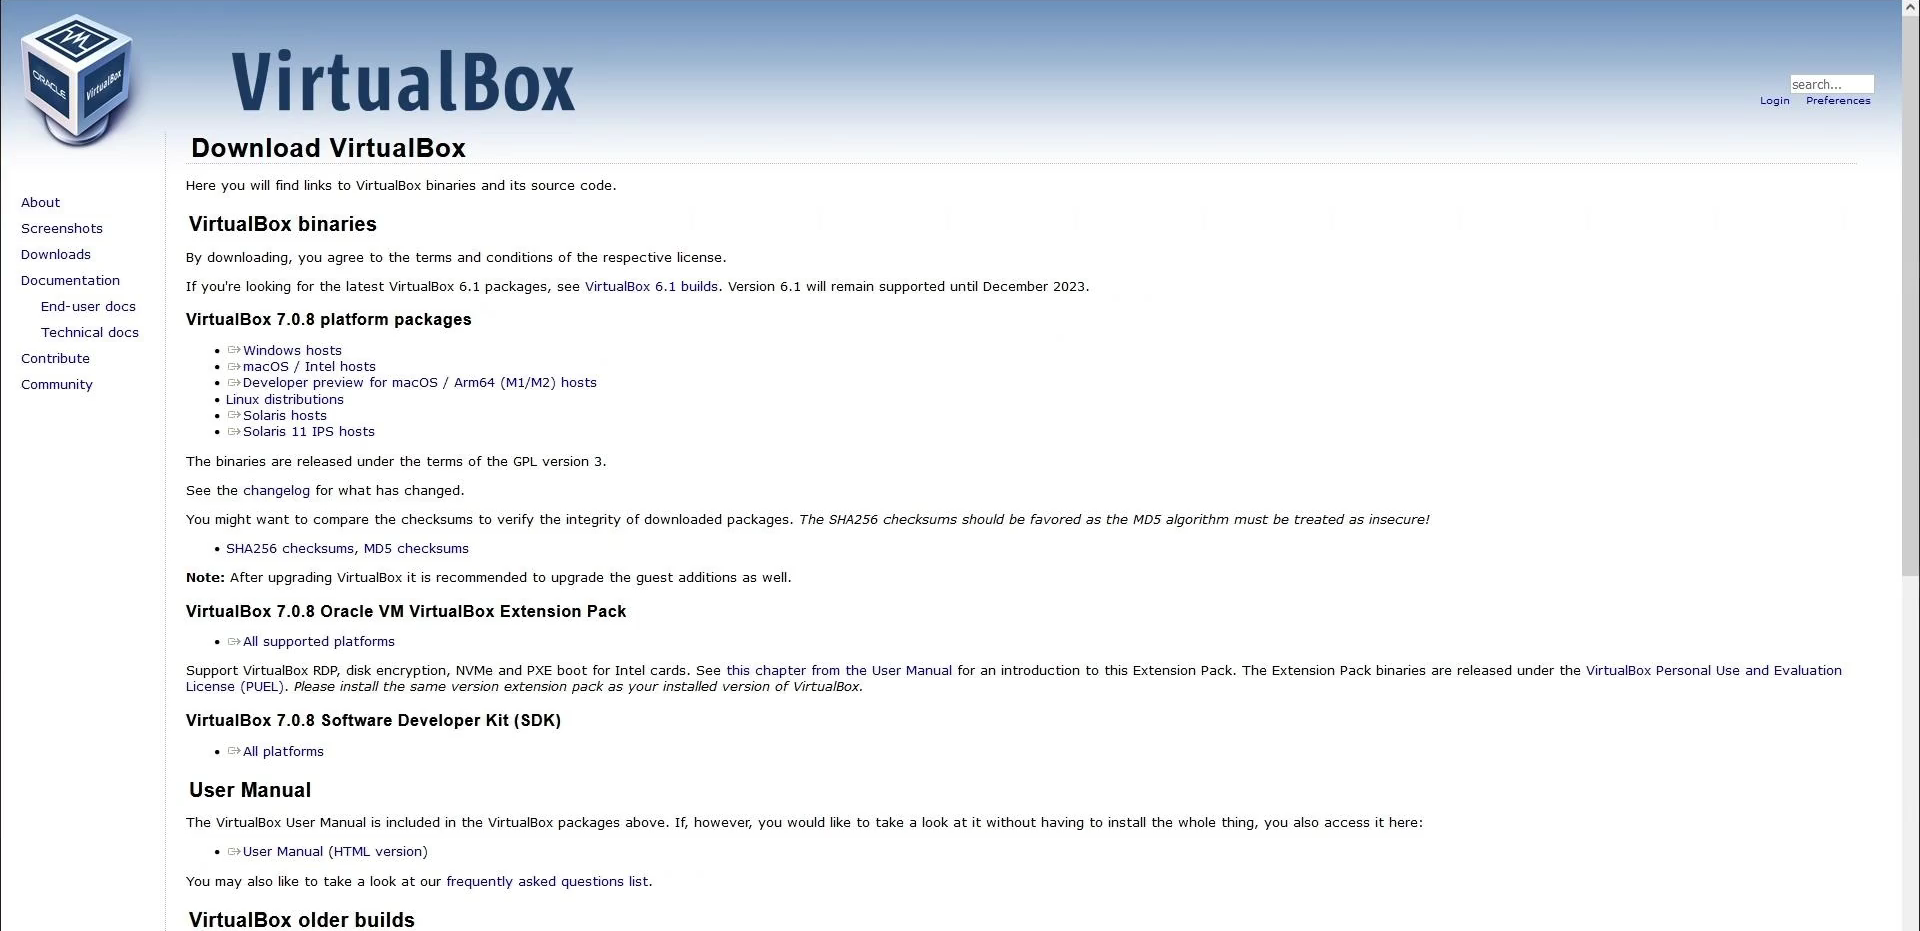 ORACLE
VirtualBox
VirtualBox
search...
Login Preferences
Download VirtualBox
Here you will find links to VirtualBox binaries and its source code.
About
Screenshots
Downloads
Documentation
End-user docs
Technical docs
Contribute
Community
VirtualBox binaries
By downloading, you agree to the terms and conditions of the respective license.
If you're looking for the latest VirtualBox 6.1 packages, see VirtualBox 6.1 builds. Version 6.1 will remain supported until December 2023.
VirtualBox 7.0.8 platform packages
Windows hosts
macOS / Intel hosts
Developer preview for macOS / Arm64 (M1/M2) hosts
Linux distributions
Solaris hosts
Solaris 11 IPS hosts
The binaries are released under the terms of the GPL version 3.
See the changelog for what has changed.
You might want to compare the checksums to verify the integrity of downloaded packages. The SHA256 checksums should be favored as the MD5 algorithm must be treated as insecure!
SHA256 checksums, MD5 checksums
Note: After upgrading VirtualBox it is recommended to upgrade the guest additions as well.
VirtualBox 7.0.8 Oracle VM VirtualBox Extension Pack
All supported platforms
Support VirtualBox RDP, disk encryption, NVMe and PXE boot for Intel cards. See this chapter from the User Manual for an introduction to this Extension Pack. The Extension Pack binaries are released under the VirtualBox Personal Use and Evaluation
License (PUEL). Please install the same version extension pack as your installed version of VirtualBox.
VirtualBox 7.0.8 Software Developer Kit (SDK)
All platforms
User Manual
The VirtualBox User Manual is included in the VirtualBox packages above. If, however, you would like to take a look at it without having to install the whole thing, you also access it here:
User Manual (HTML version)
You may also like to take a look at our frequently asked questions list.
VirtualBox older builds